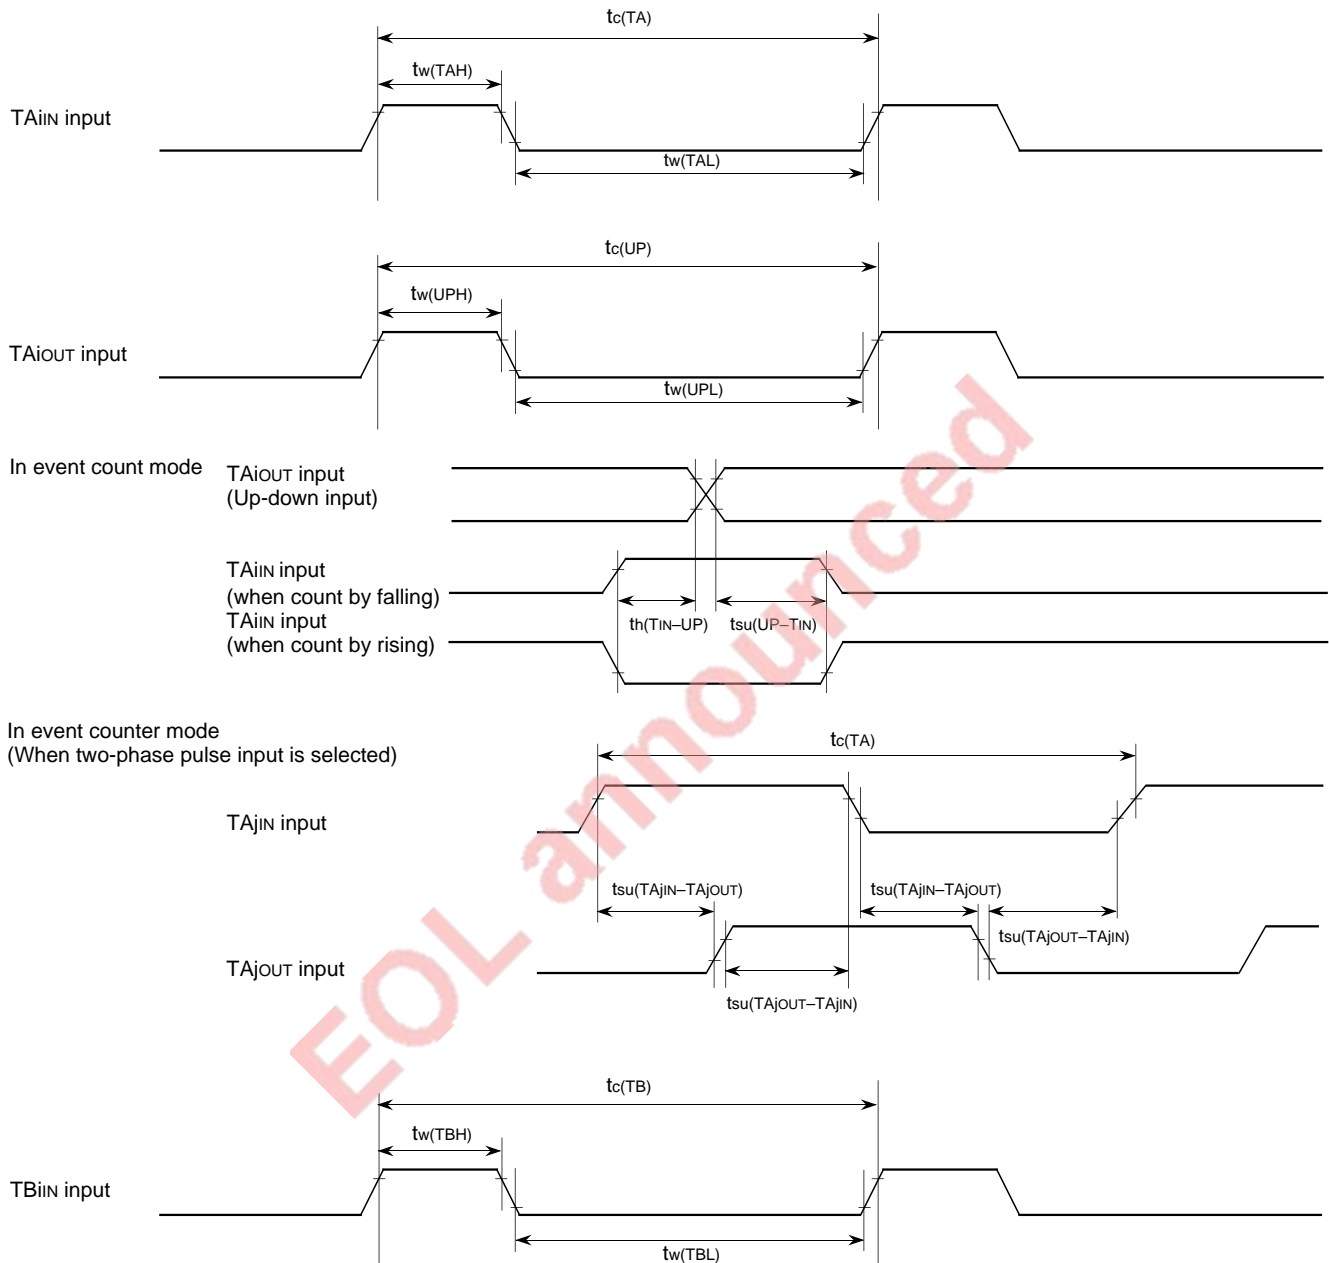 tc(TA)
tw(TAH)
TAiIN input
tw(TAL)
tc(UP)
tw(UPH)
TAiOUT input
tw(UPL)
In event count mode
TAiOUT input
(Up-down input)
TAiIN input
(when count by falling)
th(TIN–UP)
tsu(UP–TIN)
TAiIN input
(when count by rising)
In event counter mode
(When two-phase pulse input is selected)
tc(TA)
TAjIN input
tsu(TAjIN–TAjOUT)
tsu(TAjIN–TAjOUT)
tsu(TAjOUT–TAjIN)
TAjOUT input
tsu(TAjOUT–TAjIN)
tc(TB)
tw(TBH)
TBiIN input
tw(TBL)
EOL announced